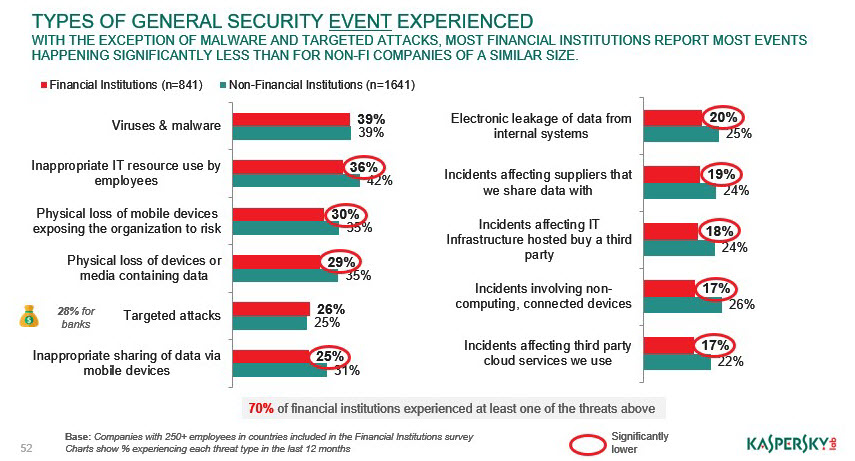 TYPES OF GENERAL SECURITY EVENT EXPERIENCED
WITH THE EXCEPTION OF MALWARE AND TARGETED ATTACKS, MOST FINANCIAL INSTITUTIONS REPORT MOST EVENTS
HAPPENING SIGNIFICANTLY LESS THAN FOR NON-FI COMPANIES OF A SIMILAR SIZE.
Financial Institutions (n=841) Non-Financial Institutions (n=1641)
Viruses & malware
39%
39%
Inappropriate IT resource use by
employees
36%
42%
Physical loss of mobile devices
exposing the organization to risk
30%
35%
Physical loss of devices or
media containing data
29%
35%
28% for
banks
Targeted attacks
26%
25%
Inappropriate sharing of data via
mobile devices
25%
31%
Electronic leakage of data from
internal systems
20%
25%
Incidents affecting suppliers that
we share data with
19%
24%
Incidents affecting IT
Infrastructure hosted buy a third
party
18%
24%
Incidents involving non-
computing, connected devices
17%
26%
Incidents affecting third party
cloud services we use
17%
22%
70% of financial institutions experienced at least one of the threats above
52
Base: Companies with 250+ employees in countries included in the Financial Institutions survey
Charts show % experiencing each threat type in the last 12 months
Significantly
lower
KASPERSKY lab